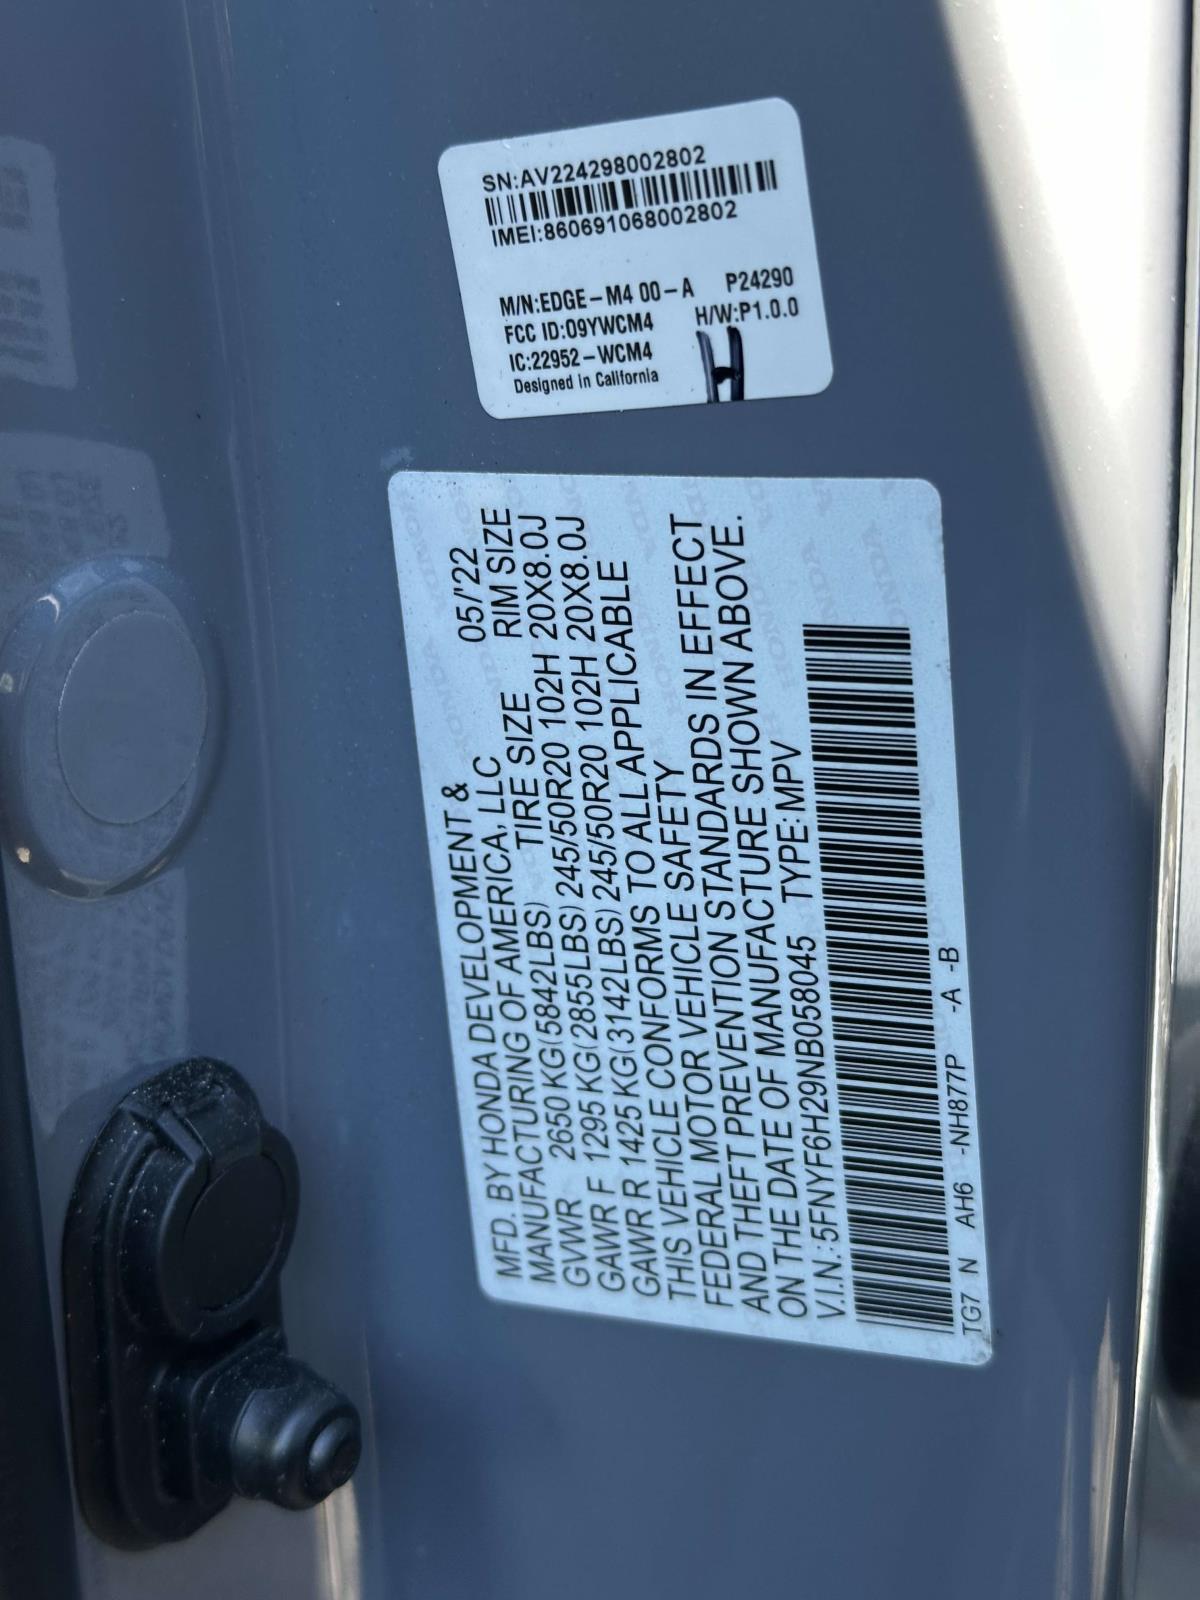 SN:AV224298002802
IMEI:860691068002802
M/N:EDGE-M4 00-A P24290
FCC ID:09YWCM4 H/W:P1.0.0
IC:22952-WCM4
Designed in California
H
MFD. BY HONDA DEVELOPMENT & 05/'22
MANUFACTURING OF AMERICA, LLC RIM SIZE
GVWR 2650 KG(5842LBS) TIRE SIZE 20X8.0J
GAWR F 1295 KG(2855LBS) 245/50R20 102H 20X8.0J
GAWR R 1425 KG(3142LBS) 245/50R20 102H
THIS VEHICLE CONFORMS TO ALL APPLICABLE
FEDERAL MOTOR VEHICLE SAFETY
AND THEFT PREVENTION STANDARDS IN EFFECT
ON THE DATE OF MANUFACTURE SHOWN ABOVE.
V.I.N.:5FNYF6H29NB058045 TYPE:MPV
TG7 N AH6 -NH877P -A -B